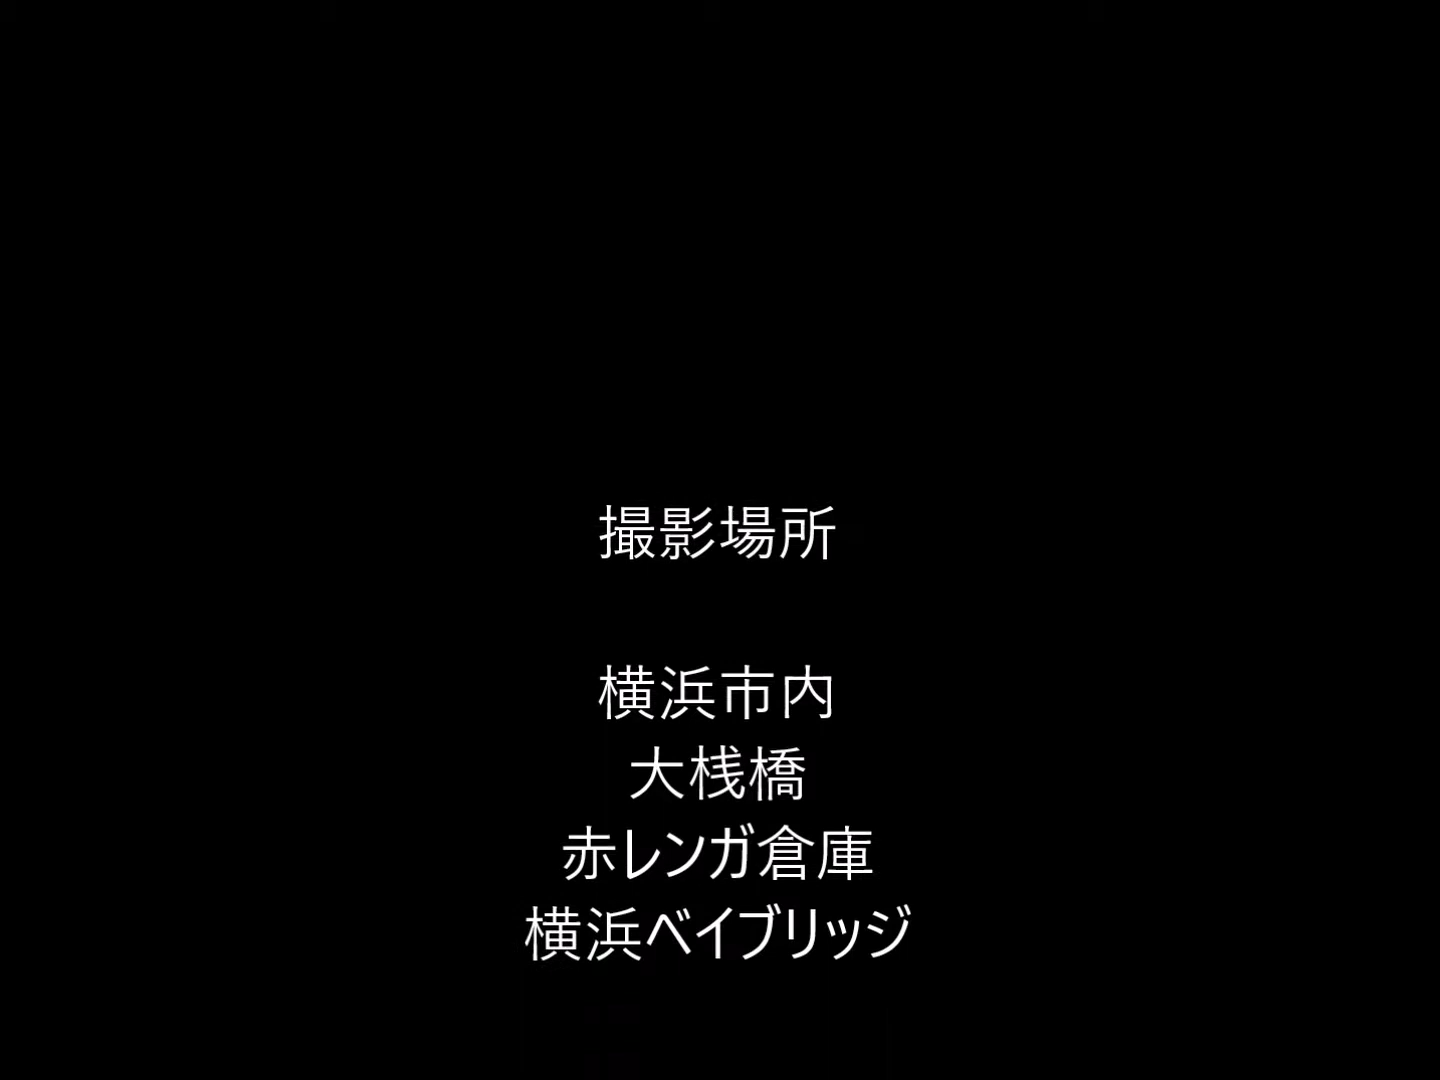 撮影場所
横浜市内
大桟橋
赤レンガ倉庫
横浜ベイブリッジ